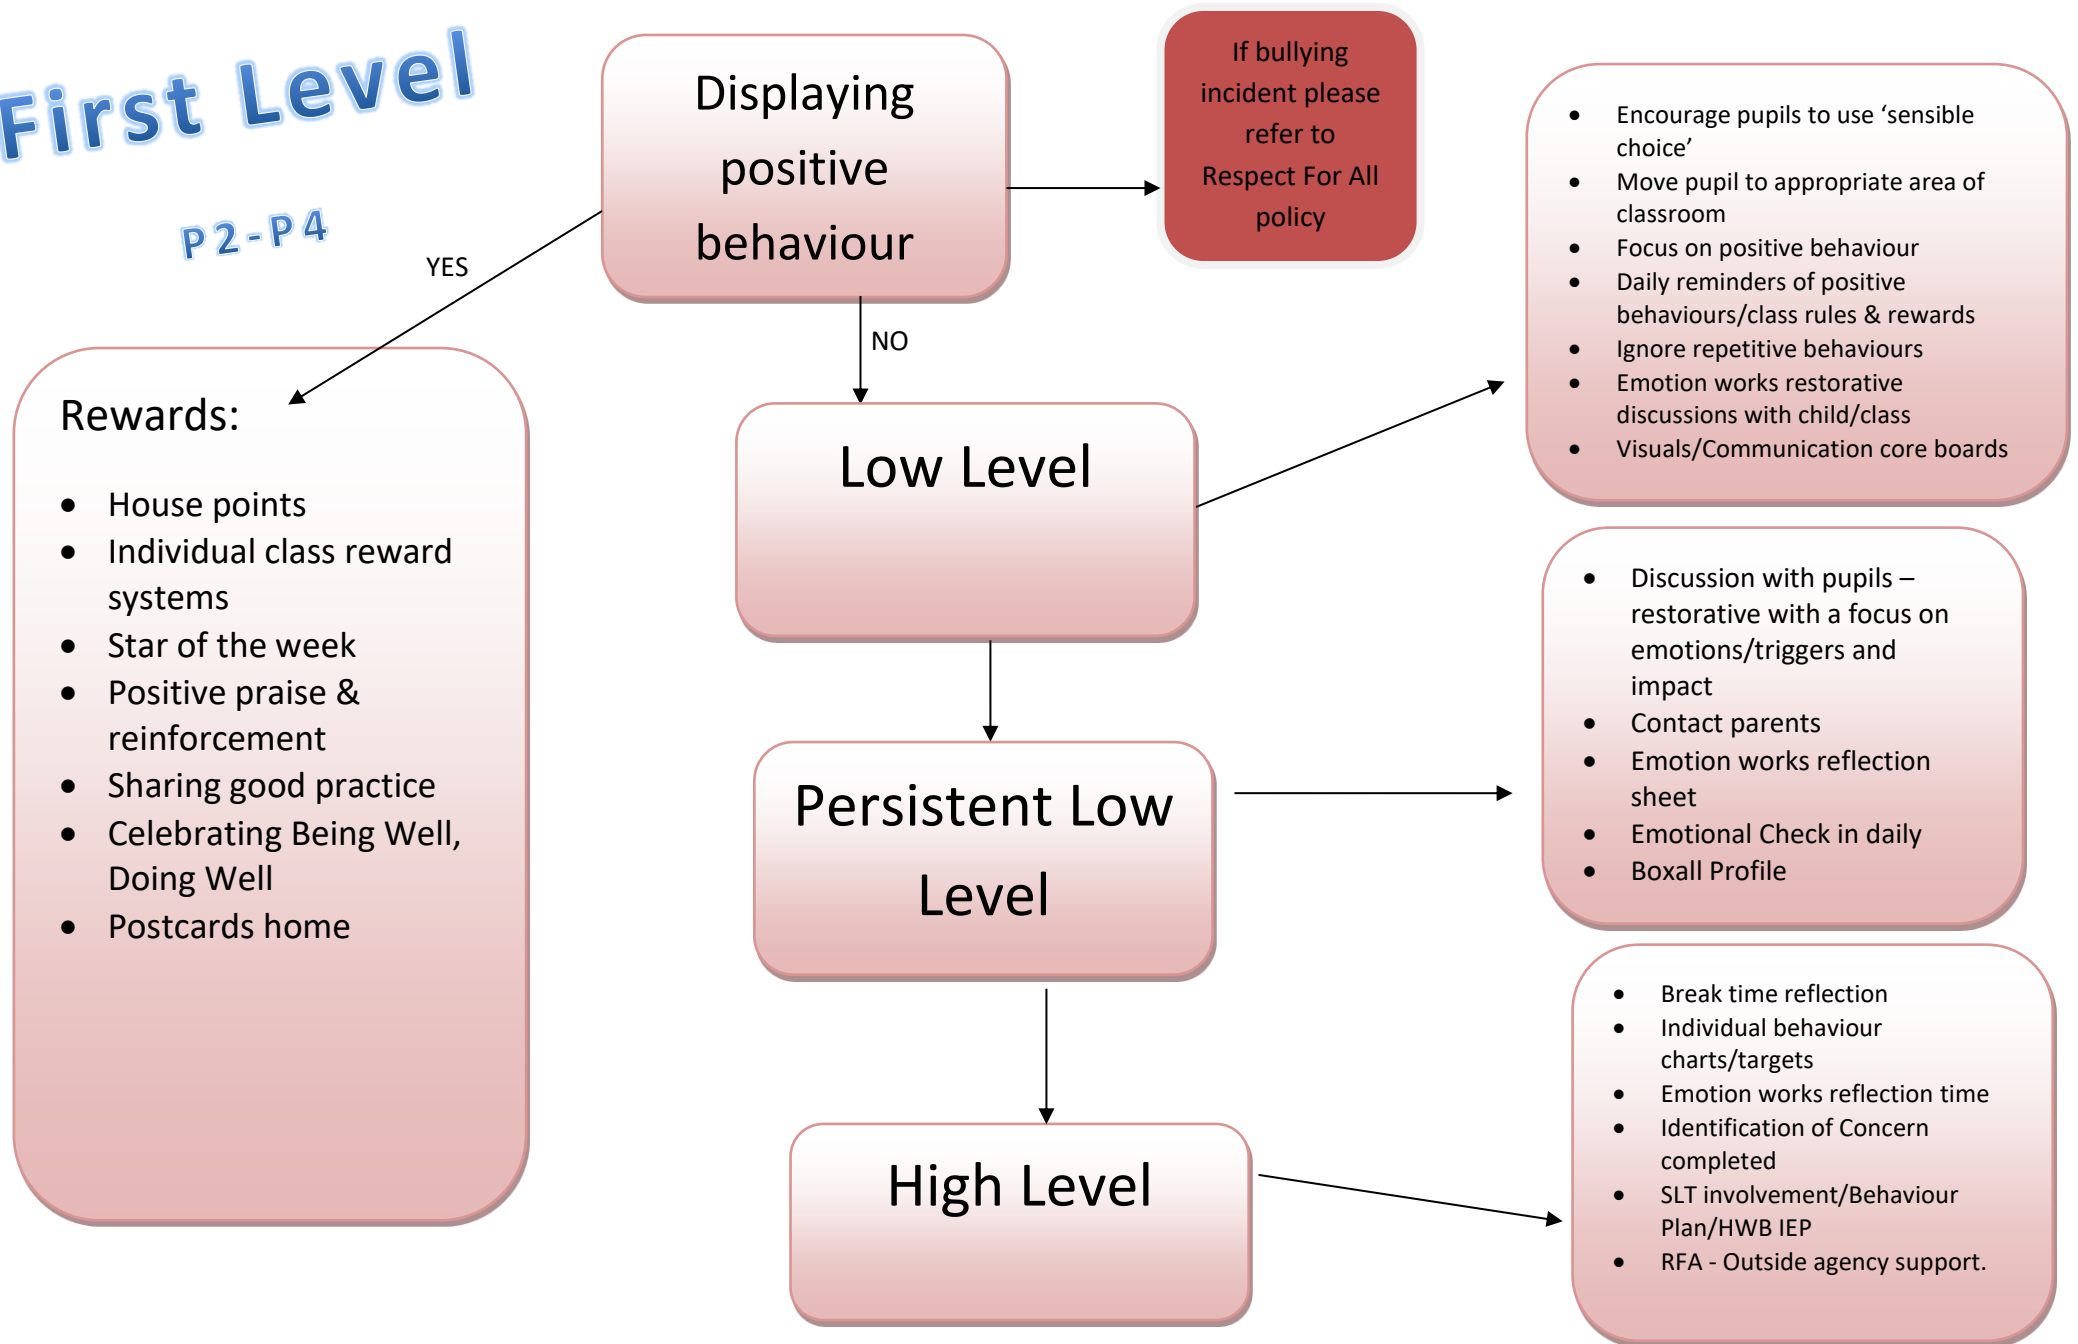 First Level
P2-P4
Displaying
positive
behaviour
If bullying
incident please
refer to
Respect For All
policy
YES
NO
Rewards:
• House points
• Individual class reward
systems
• Star of the week
• Positive praise &
reinforcement
• Sharing good practice
• Celebrating Being Well,
Doing Well
• Postcards home
Low Level
• Encourage pupils to use ‘sensible
choice’
• Move pupil to appropriate area of
classroom
• Focus on positive behaviour
• Daily reminders of positive
behaviours/class rules & rewards
• Ignore repetitive behaviours
• Emotion works restorative
discussions with child/class
• Visuals/Communication core boards
Persistent Low
Level
• Discussion with pupils –
restorative with a focus on
emotions/triggers and
impact
• Contact parents
• Emotion works reflection
sheet
• Emotional Check in daily
• Boxall Profile
High Level
• Break time reflection
• Individual behaviour
charts/targets
• Emotion works reflection time
• Identification of Concern
completed
• SLT involvement/Behaviour
Plan/HWB IEP
• RFA - Outside agency support.